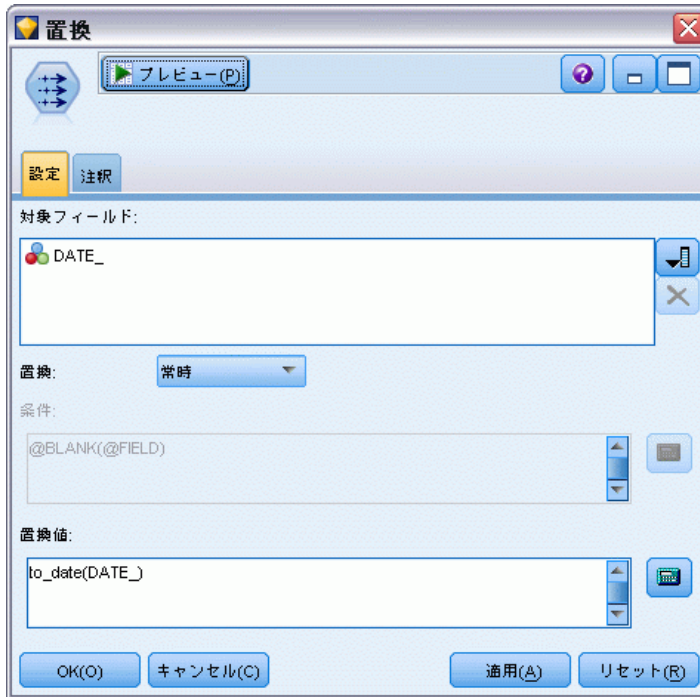 置換
プレビュー(P)
設定 注釈
対象フィールド:
DATE_
置換: 常時
条件:
@BLANK(@FIELD)
置換値:
to_date(DATE_)
OK(O) キャンセル(C) 適用(A) リセット(R)